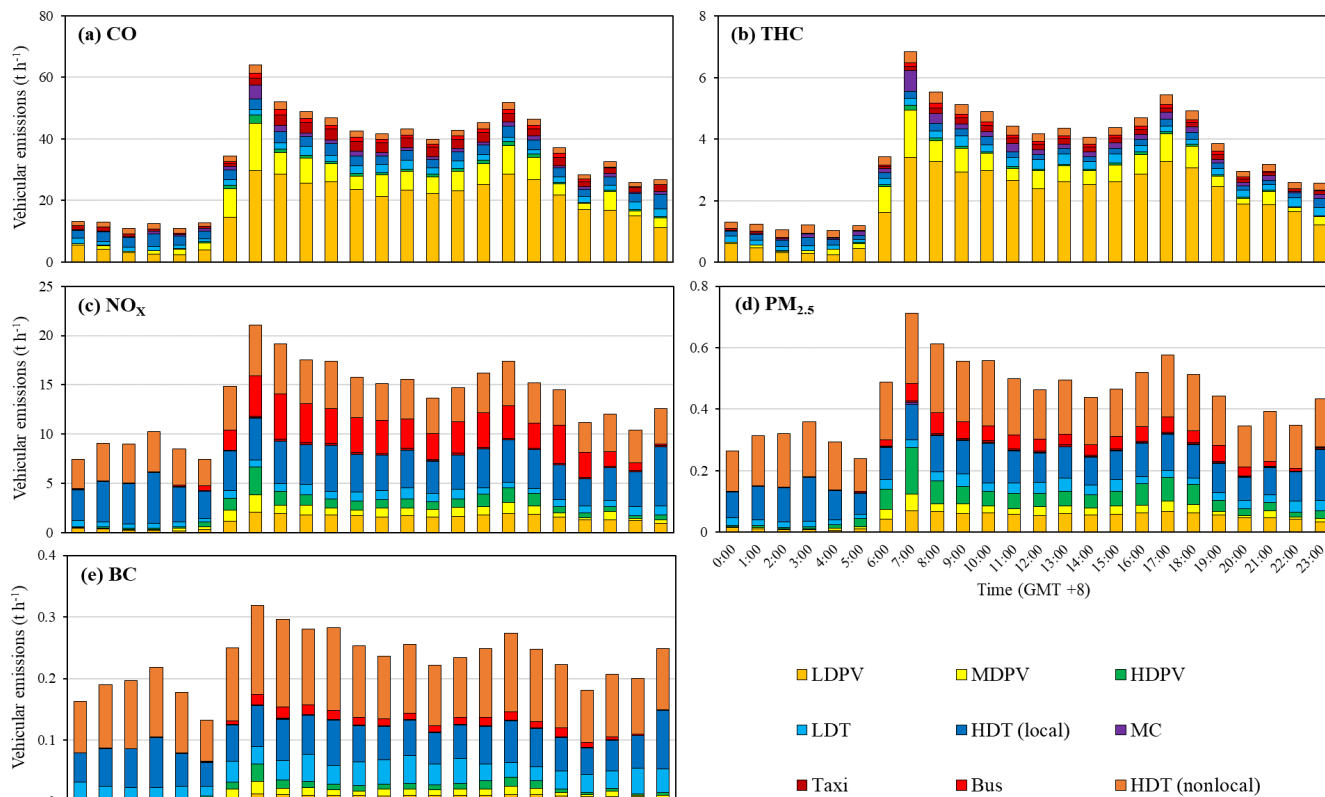 (a) CO
80
60
40
20
0
Vehicular emissions (t h⁻¹)
(b) THC
8
6
4
2
0
(c) NOX
25
20
15
10
5
0
Vehicular emissions (t h⁻¹)
(d) PM2.5
0.8
0.6
0.4
0.2
0
0:00 1:00 2:00 3:00 4:00 5:00 6:00 7:00 8:00 9:00 10:00 11:00 12:00 13:00 14:00 15:00 16:00 17:00 18:00 19:00 20:00 21:00 22:00 23:00
Time (GMT +8)
(e) BC
0.4
0.3
0.2
0.1
Vehicular emissions (t h⁻¹)
LDPV MDPV HDPV
LDT HDT (local) MC
Taxi Bus HDT (nonlocal)